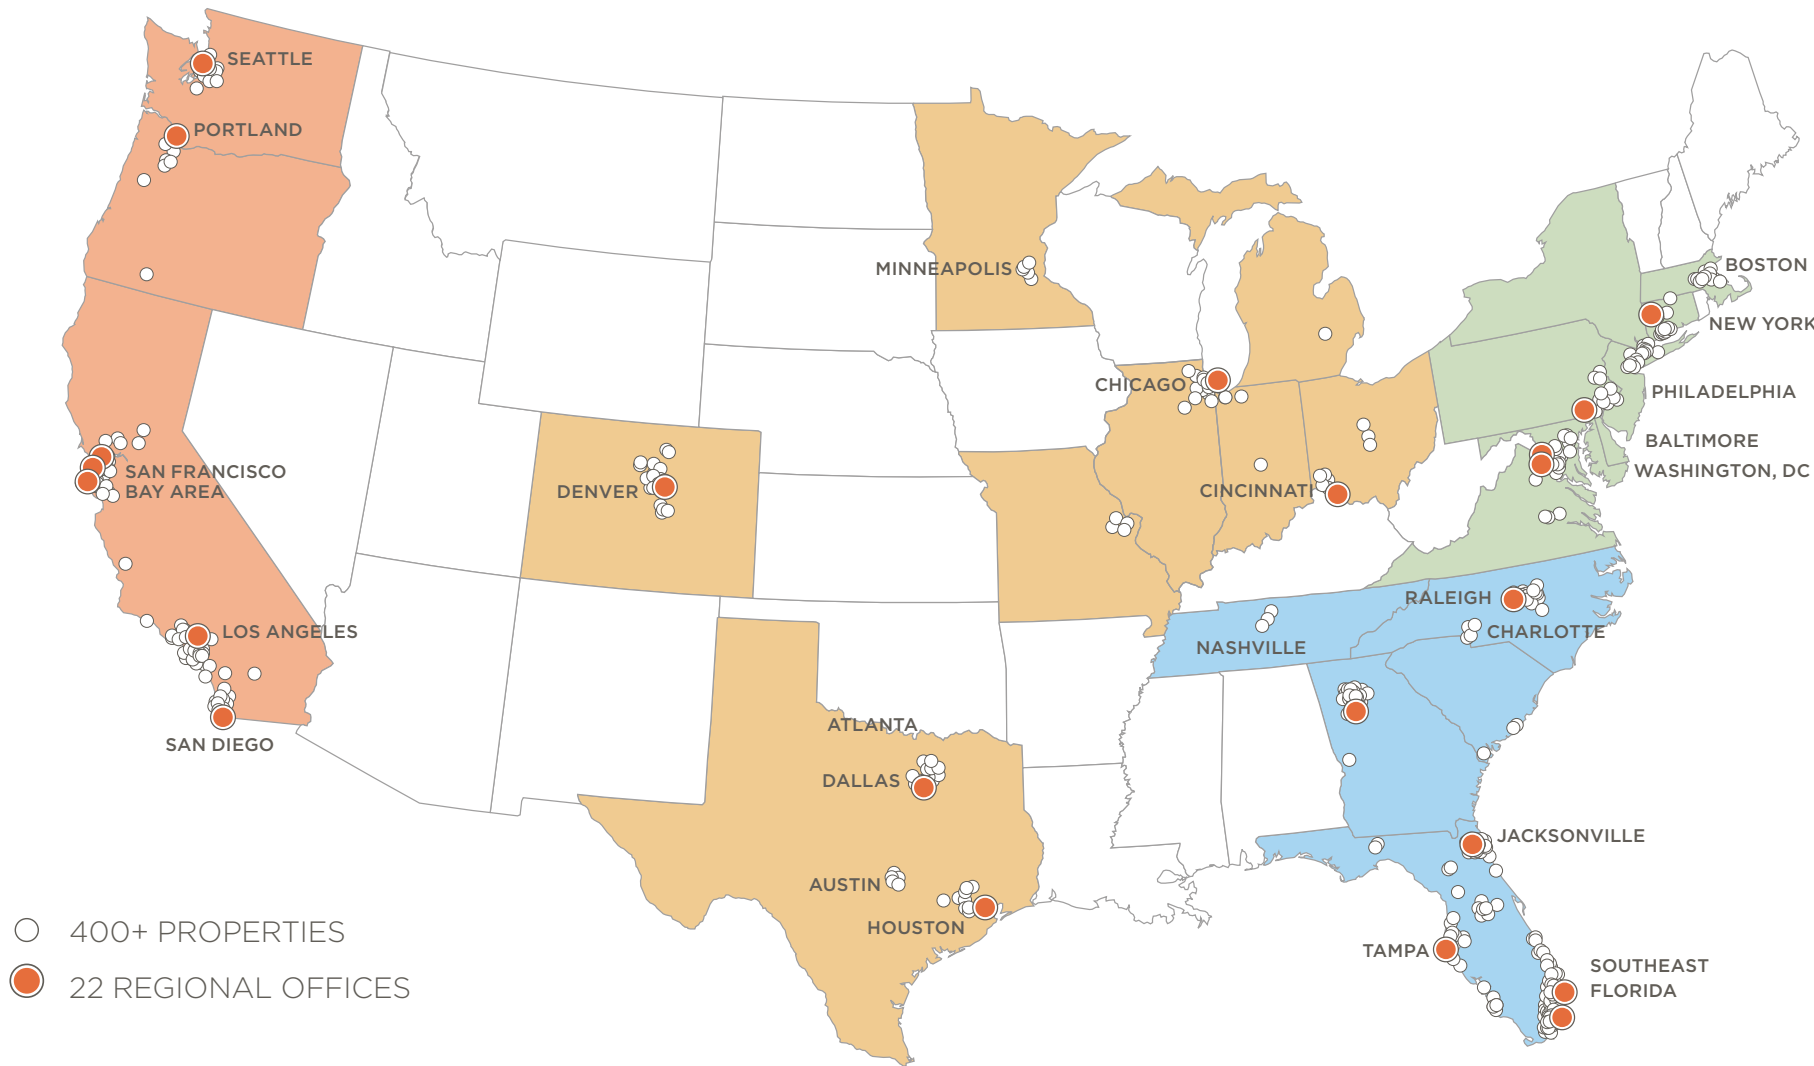 SEATTLE
PORTLAND
MINNEAPOLIS
BOSTON
NEW YORK
CHICAGO
PHILADELPHIA
BALTIMORE
WASHINGTON, DC
SAN FRANCISCO
BAY AREA
DENVER
CINCINNATI
RALEIGH
CHARLOTTE
LOS ANGELES
NASHVILLE
ATLANTA
SAN DIEGO
DALLAS
JACKSONVILLE
AUSTIN
HOUSTON
400+ PROPERTIES
TAMPA
SOUTHEAST
FLORIDA
22 REGIONAL OFFICES